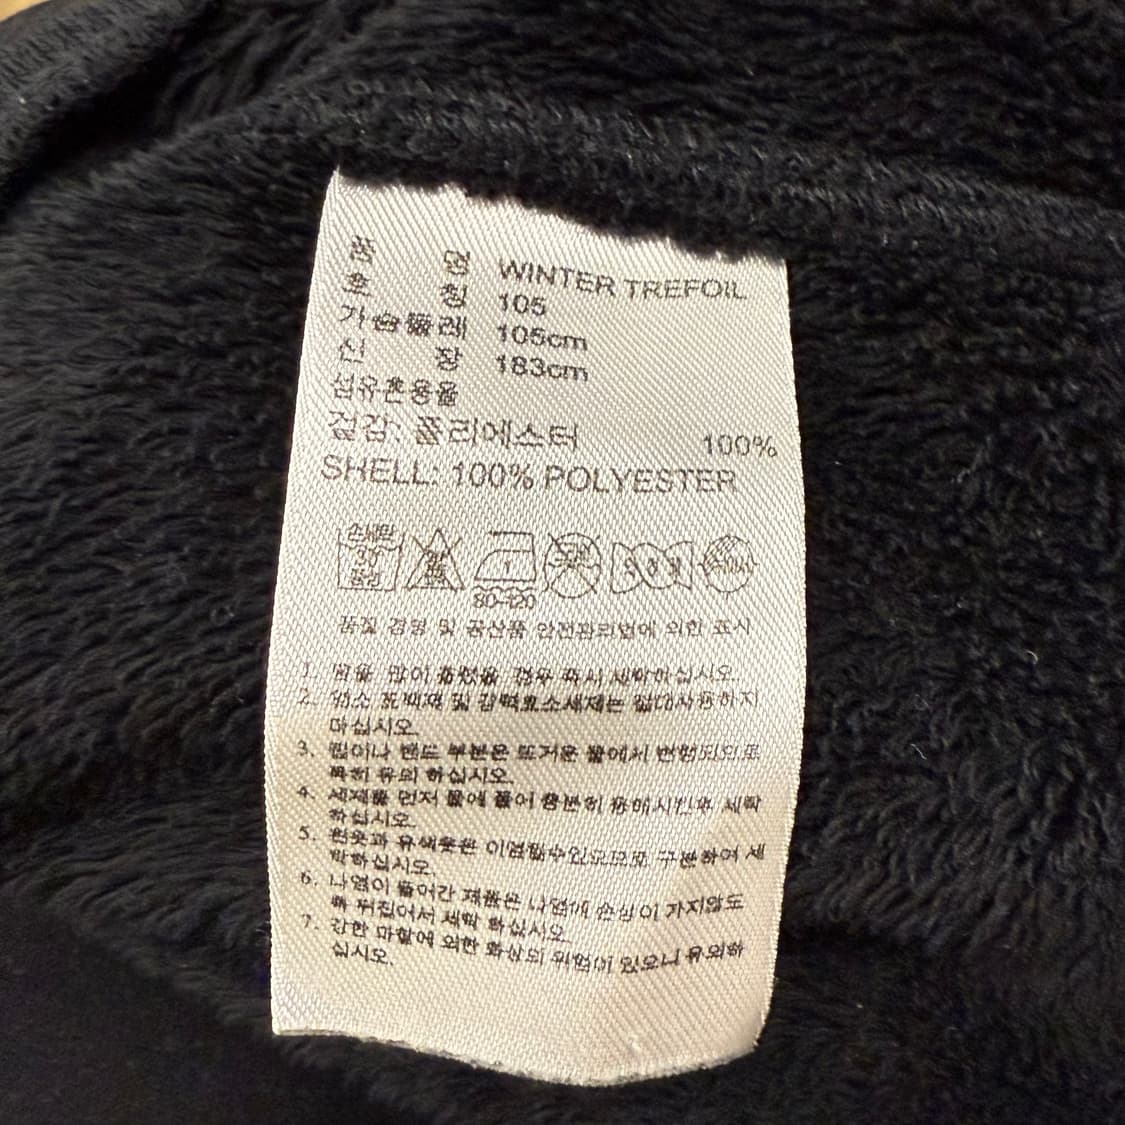 품 명 WINTER TREFOIL
호 칭 105
가슴둘레 105cm
신 장 183cm
섬유혼용율
겉감: 폴리에스터 100%
SHELL: 100% POLYESTER
손세탁
30
중성
80~120
품질 경영 및 공산품 안전관리법에 의한 표시
1. 땀을 많이 흘렸을 경우 즉시 세탁하십시오.
2. 염소 표백제 및 강력효소세제는 절대사용하지
마십시오.
3. 립이나 밴드 부분은 뜨거운 물에서 변형되므로
특히 유의 하십시오.
4. 세제를 먼저 물에 풀어 충분히 용해시킨후 세탁
하십시오.
5. 흰옷과 유색옷은 이염될수있으므로 구분하여 세
탁하십시오.
6. 나염이 들어간 제품은 나염에 손상이 가지않도
록 뒤집어서 세탁 하십시오.
7. 강한 마찰에 의한 화상의 위험이 있으니 유의하
십시오.